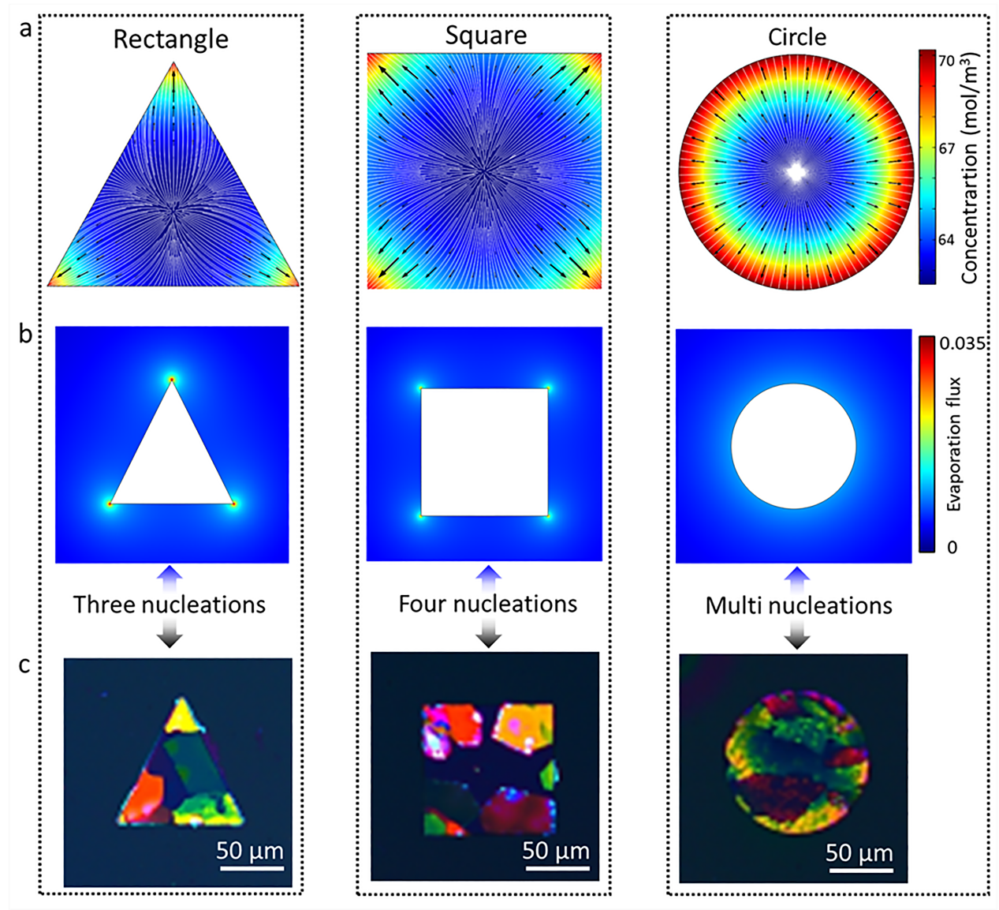 a
Rectangle
Square
Circle
70
67
64
Concentrartion (mol/m³)
b
0.035
0
Evaporation flux
Three nucleations
Four nucleations
Multi nucleations
c
50 μm
50 μm
50 μm